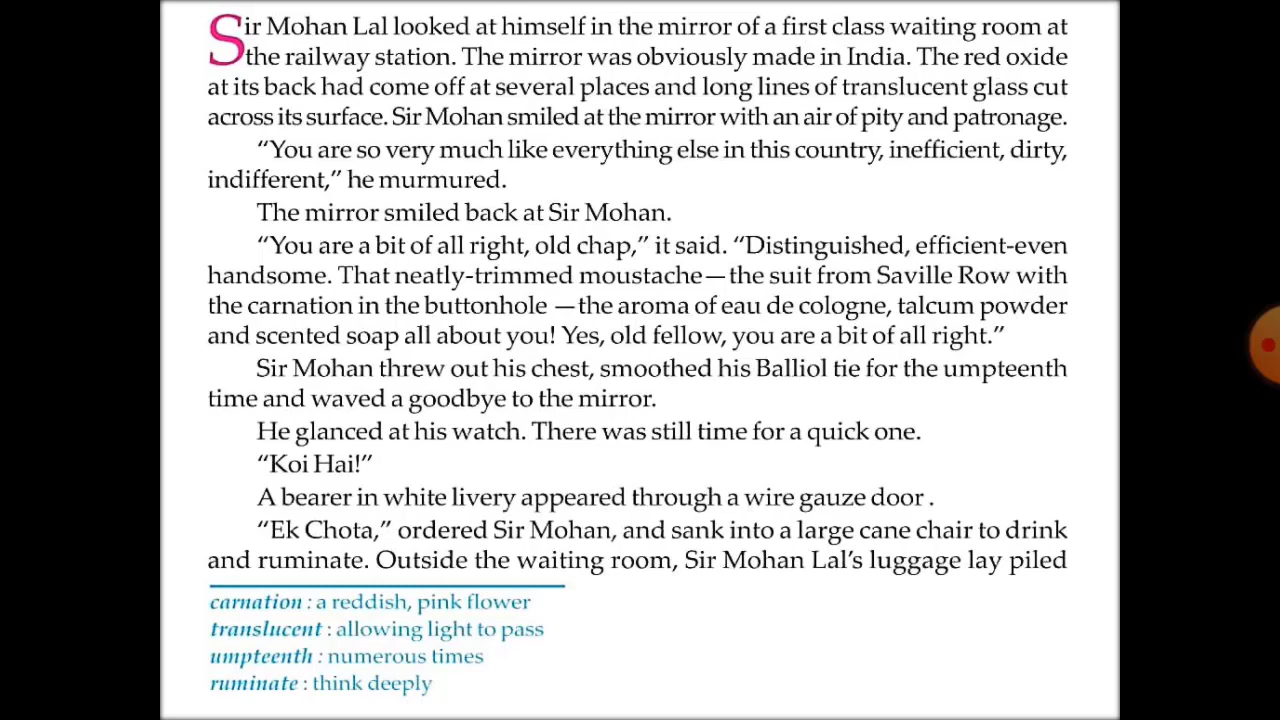 Sir Mohan Lal looked at himself in the mirror of a first class waiting room at
the railway station. The mirror was obviously made in India. The red oxide
at its back had come off at several places and long lines of translucent glass cut
across its surface. Sir Mohan smiled at the mirror with an air of pity and patronage.
“You are so very much like everything else in this country, inefficient, dirty,
indifferent,” he murmured.
The mirror smiled back at Sir Mohan.
“You are a bit of all right, old chap,” it said. “Distinguished, efficient-even
handsome. That neatly-trimmed moustache—the suit from Saville Row with
the carnation in the buttonhole —the aroma of eau de cologne, talcum powder
and scented soap all about you! Yes, old fellow, you are a bit of all right.”
Sir Mohan threw out his chest, smoothed his Balliol tie for the umpteenth
time and waved a goodbye to the mirror.
He glanced at his watch. There was still time for a quick one.
“Koi Hai!”
A bearer in white livery appeared through a wire gauze door .
“Ek Chota,” ordered Sir Mohan, and sank into a large cane chair to drink
and ruminate. Outside the waiting room, Sir Mohan Lal’s luggage lay piled
carnation : a reddish, pink flower
translucent : allowing light to pass
umpteenth : numerous times
ruminate : think deeply